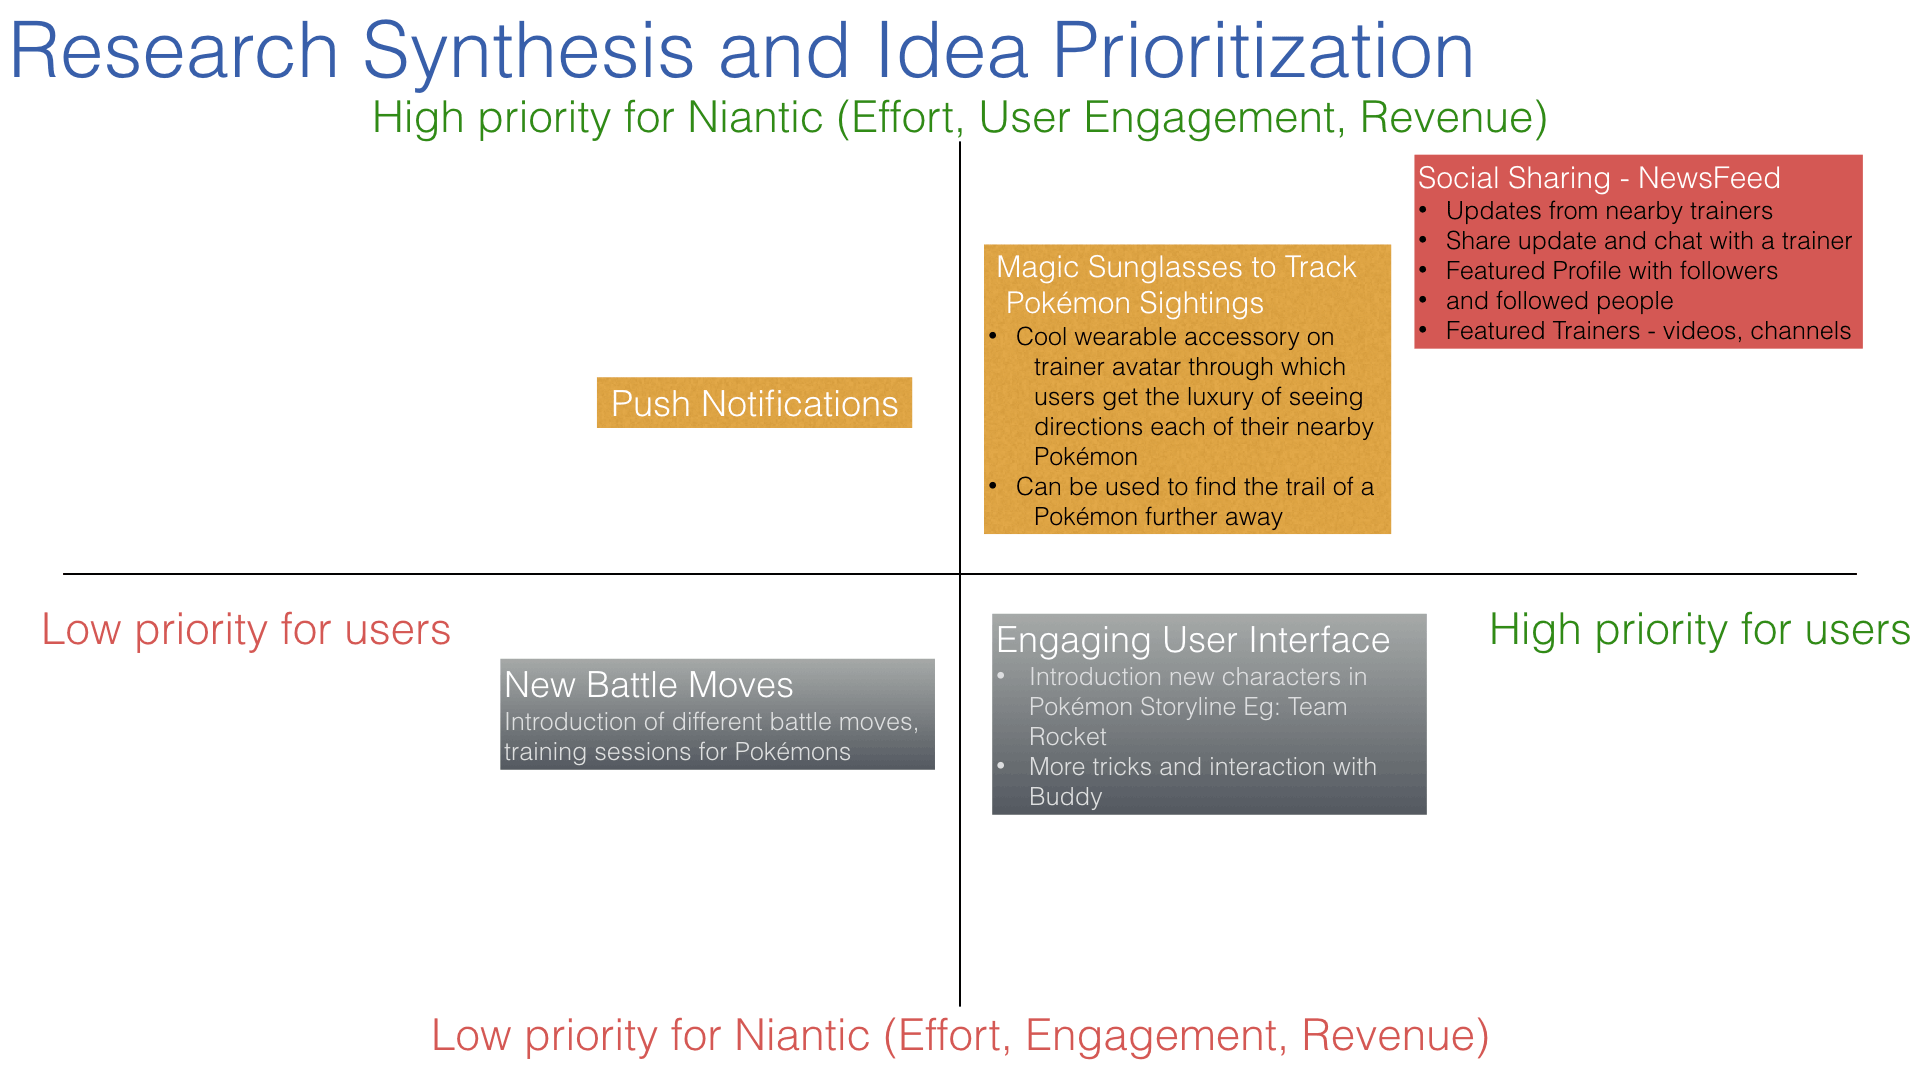 Research Synthesis and Idea Prioritization
High priority for Niantic (Effort, User Engagement, Revenue)
Social Sharing - NewsFeed
• Updates from nearby trainers
• Share update and chat with a trainer
• Featured Profile with followers
• and followed people
• Featured Trainers - videos, channels
Magic Sunglasses to Track
Pokémon Sightings
• Cool wearable accessory on
trainer avatar through which
users get the luxury of seeing
directions each of their nearby
Pokémon
• Can be used to find the trail of a
Pokémon further away
Push Notifications
Low priority for users
High priority for users
New Battle Moves
Introduction of different battle moves,
training sessions for Pokémons
Engaging User Interface
• Introduction new characters in
Pokémon Storyline Eg: Team
Rocket
• More tricks and interaction with
Buddy
Low priority for Niantic (Effort, Engagement, Revenue)